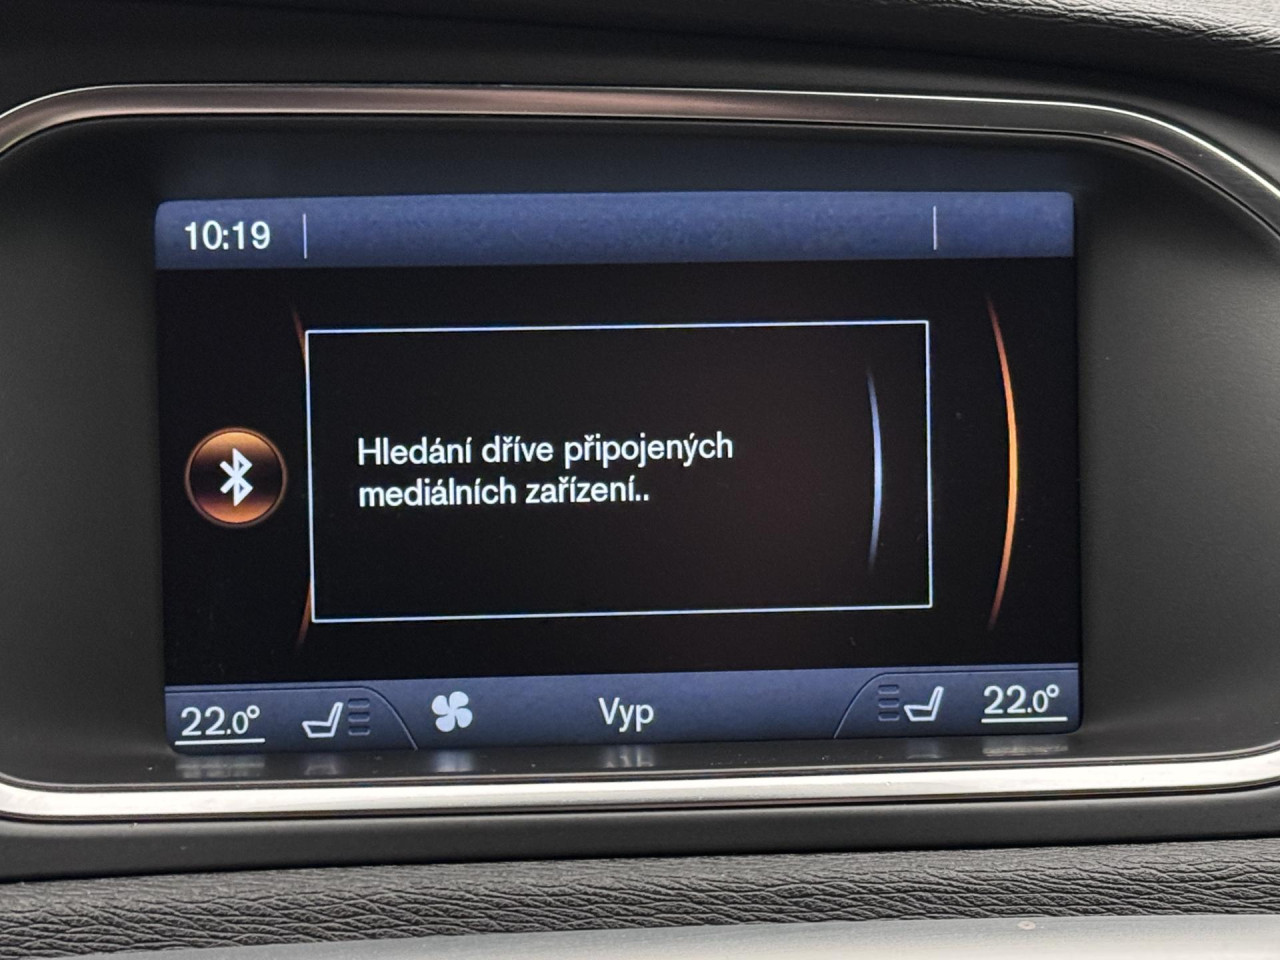 10:19
Hledání dříve připojených
mediálních zařízení..
22.0° Vyp 22.0°